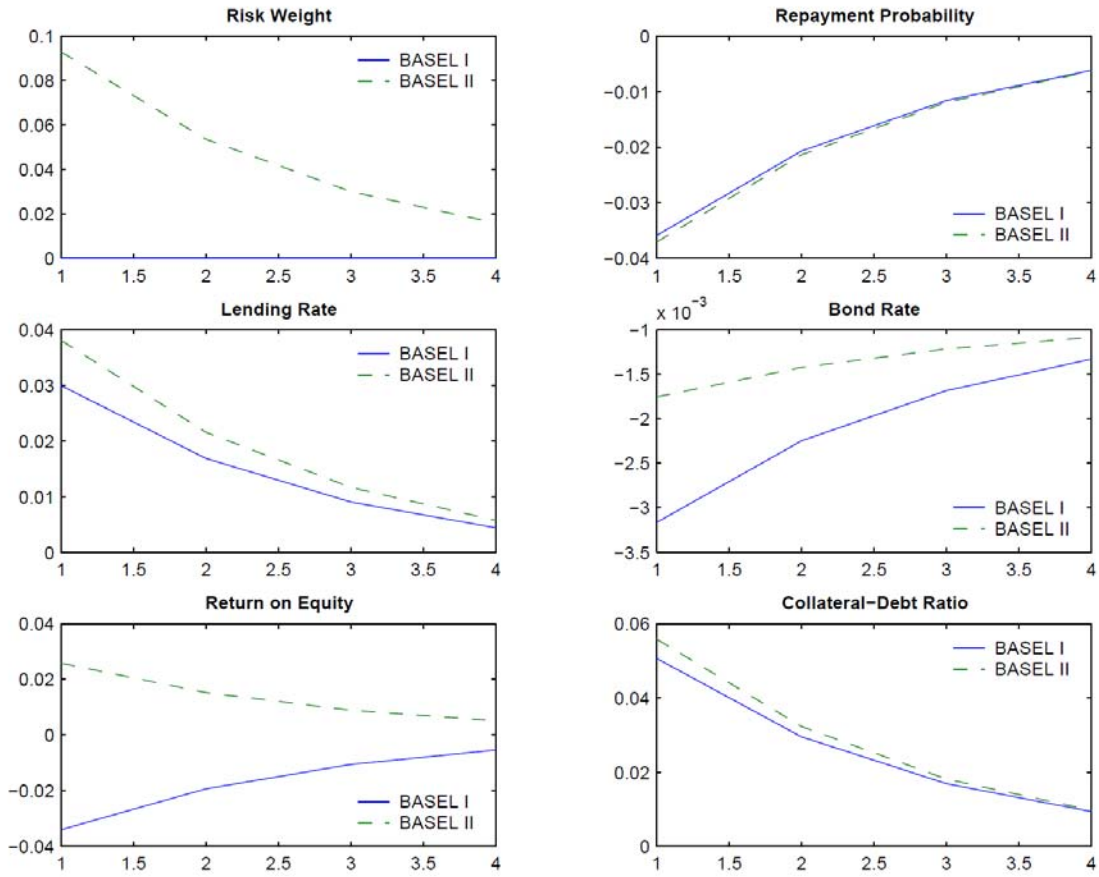 Risk Weight
0.1
0.08
0.06
0.04
0.02
0
1 1.5 2 2.5 3 3.5 4
BASEL I
BASEL II
Repayment Probability
0
−0.01
−0.02
−0.03
−0.04
1 1.5 2 2.5 3 3.5 4
BASEL I
BASEL II
Lending Rate
0.04
0.03
0.02
0.01
0
1 1.5 2 2.5 3 3.5 4
BASEL I
BASEL II
Bond Rate
x 10−3
−1
−1.5
−2
−2.5
−3
−3.5
1 1.5 2 2.5 3 3.5 4
BASEL I
BASEL II
Return on Equity
0.04
0.02
0
−0.02
−0.04
1 1.5 2 2.5 3 3.5 4
BASEL I
BASEL II
Collateral−Debt Ratio
0.06
0.04
0.02
0
1 1.5 2 2.5 3 3.5 4
BASEL I
BASEL II